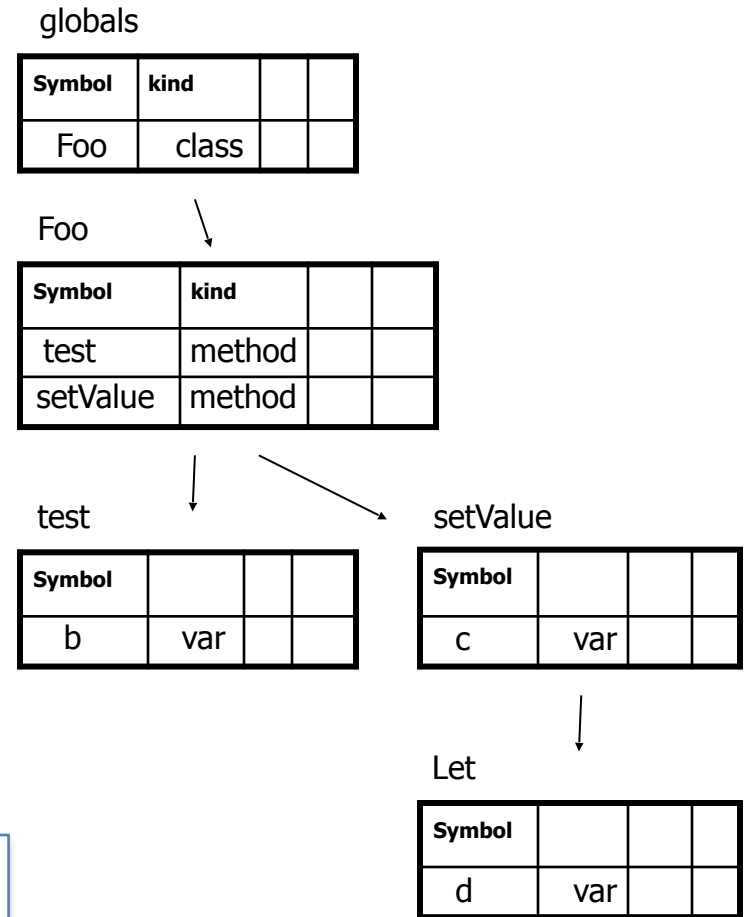 globals
Symbol kind
Foo class
Foo
Symbol kind
test method
setValue method
test
Symbol
b var
setValue
Symbol
c var
Let
Symbol
d var